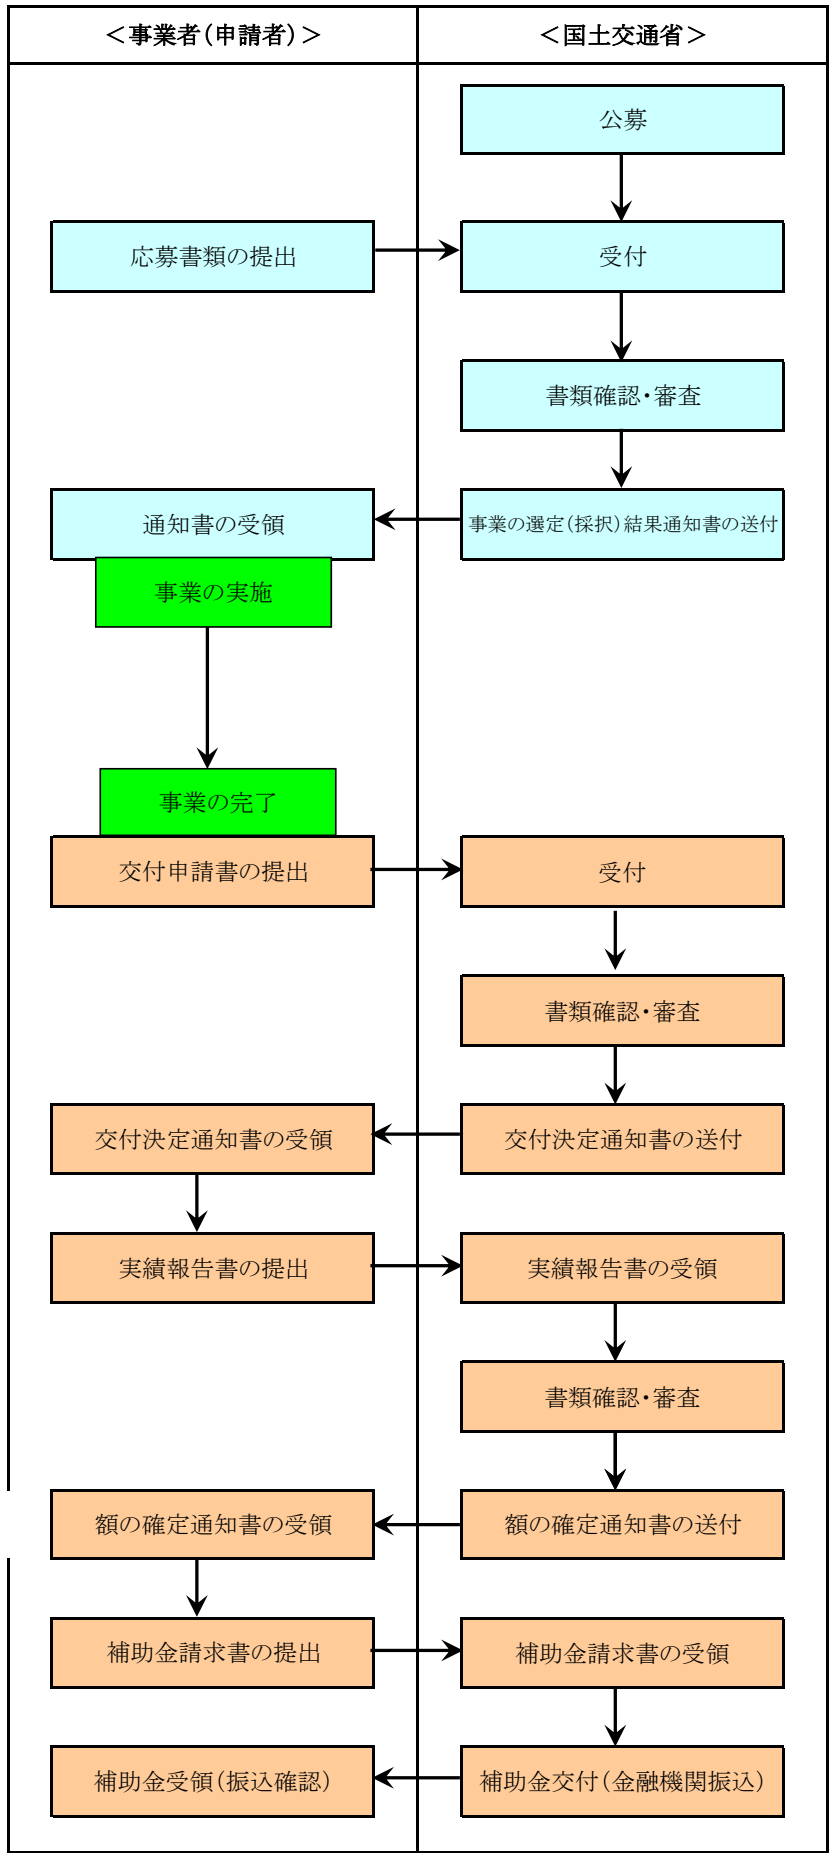 ＜事業者（申請者）＞
＜国土交通省＞
公募
応募書類の提出
受付
書類確認・審査
通知書の受領
事業の選定（採択）結果通知書の送付
事業の実施
事業の完了
交付申請書の提出
受付
書類確認・審査
交付決定通知書の受領
交付決定通知書の送付
実績報告書の提出
実績報告書の受領
書類確認・審査
額の確定通知書の受領
額の確定通知書の送付
補助金請求書の提出
補助金請求書の受領
補助金受領（振込確認）
補助金交付（金融機関振込）